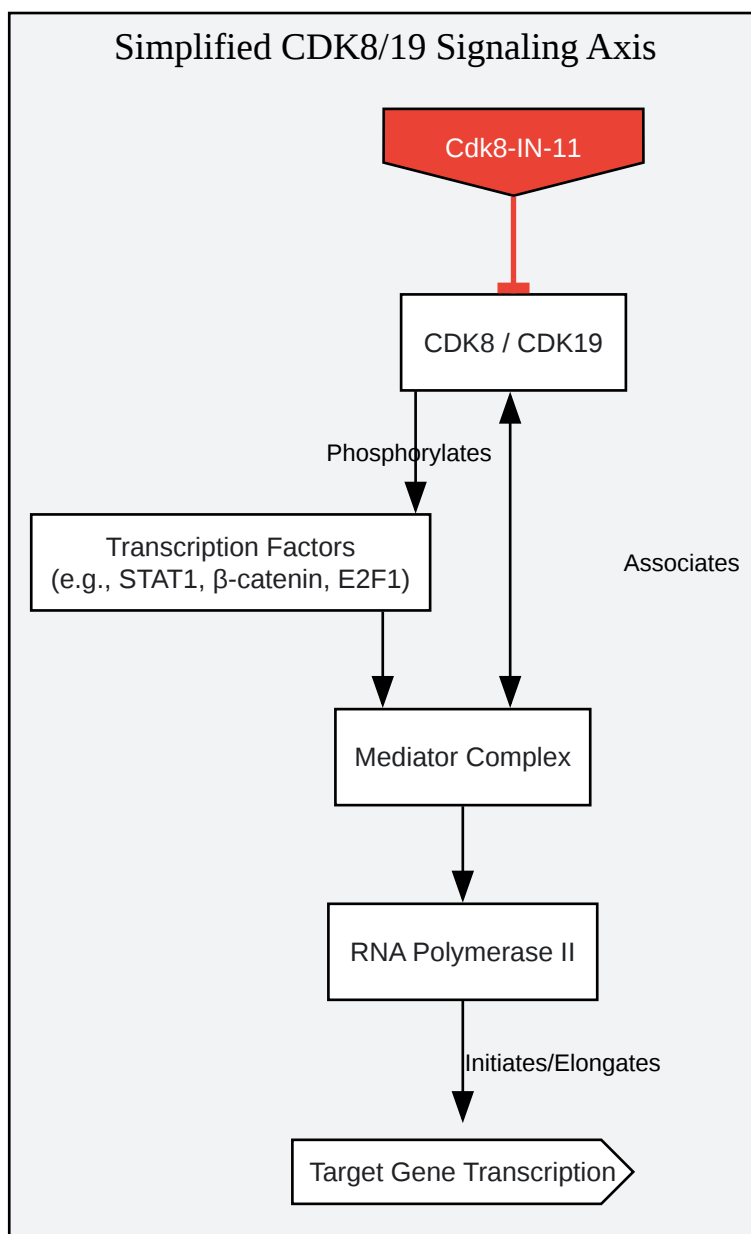 Simplified CDK8/19 Signaling Axis
Cdk8-IN-11
CDK8 / CDK19
Phosphorylates
Transcription Factors
(e.g., STAT1, β-catenin, E2F1)
Associates
Mediator Complex
RNA Polymerase II
Initiates/Elongates
Target Gene Transcription